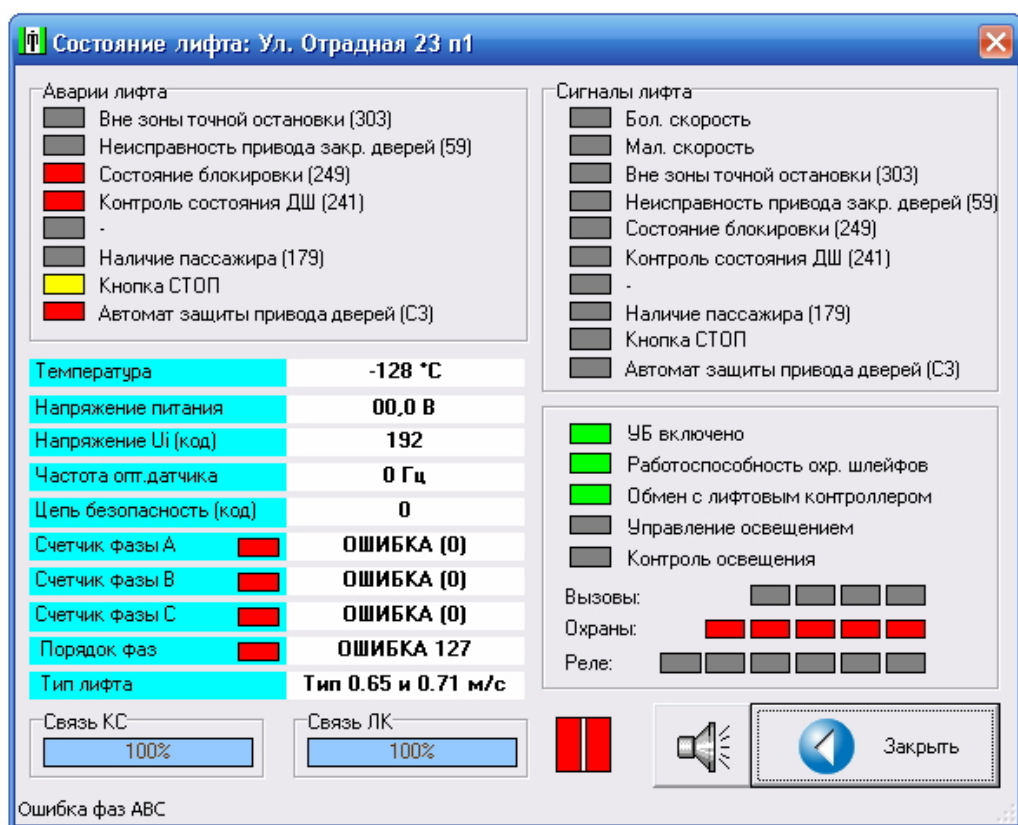 Состояние лифта: Ул. Отрадная 23 п1
Аварии лифта
Вне зоны точной остановки (303)
Неисправность привода закр. дверей (59)
Состояние блокировки (249)
Контроль состояния ДШ (241)
-
Наличие пассажира (179)
Кнопка СТОП
Автомат защиты привода дверей (С3)
Сигналы лифта
Бол. скорость
Мал. скорость
Вне зоны точной остановки (303)
Неисправность привода закр. дверей (59)
Состояние блокировки (249)
Контроль состояния ДШ (241)
-
Наличие пассажира (179)
Кнопка СТОП
Автомат защиты привода дверей (С3)
Температура -128 °С
Напряжение питания 00,0 В
Напряжение Ui (код) 192
Частота опт.датчика 0 Гц
Цепь безопасность (код) 0
Счетчик фазы А ОШИБКА (0)
Счетчик фазы В ОШИБКА (0)
Счетчик фазы С ОШИБКА (0)
Порядок фаз ОШИБКА 127
Тип лифта Тип 0.65 и 0.71 м/с
УБ включено
Работоспособность охр. шлейфов
Обмен с лифтовым контроллером
Управление освещением
Контроль освещения
Вызовы:
Охраны:
Реле:
Связь КС
100%
Связь ЛК
100%
Закрыть
Ошибка фаз АВС